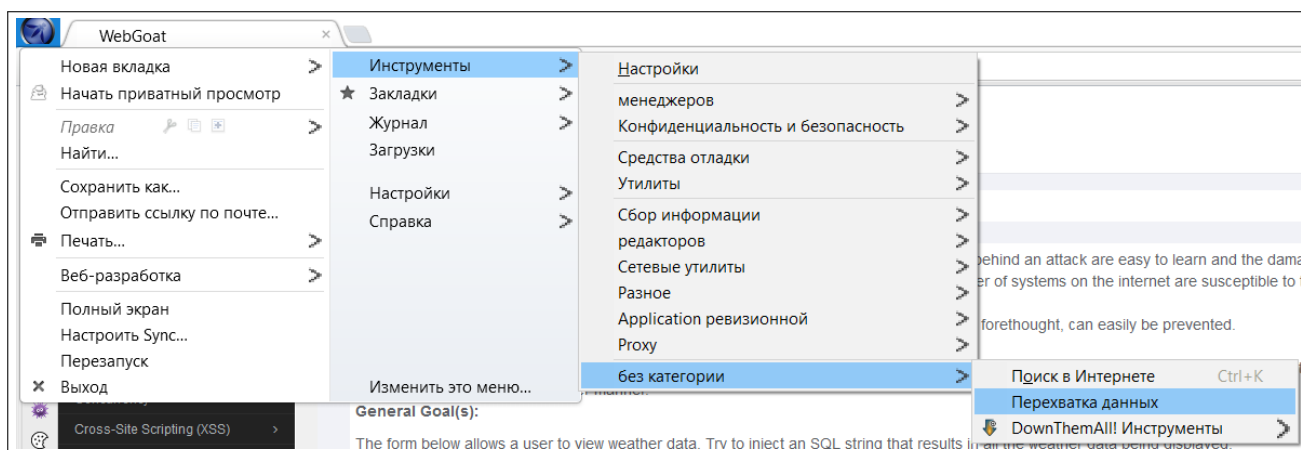 WebGoat
Новая вкладка
Начать приватный просмотр
Правка
Найти...
Сохранить как...
Отправить ссылку по почте...
Печать...
Веб-разработка
Полный экран
Настроить Sync...
Перезапуск
Выход
Инструменты
Закладки
Журнал
Загрузки
Настройки
Справка
Изменить это меню...
Настройки
менеджеров
Конфиденциальность и безопасность
Средства отладки
Утилиты
Сбор информации
редакторов
Сетевые утилиты
Разное
Application ревизионной
Proxy
без категории
Поиск в Интернете Ctrl+K
Перехватка данных
DownThemAll! Инструменты
behind an attack are easy to learn and the dama
er of systems on the internet are susceptible to
forethought, can easily be prevented.
manner.
General Goal(s):
Cross-Site Scripting (XSS)
The form below allows a user to view weather data. Try to inject an SQL string that results in all the weather data being displayed.